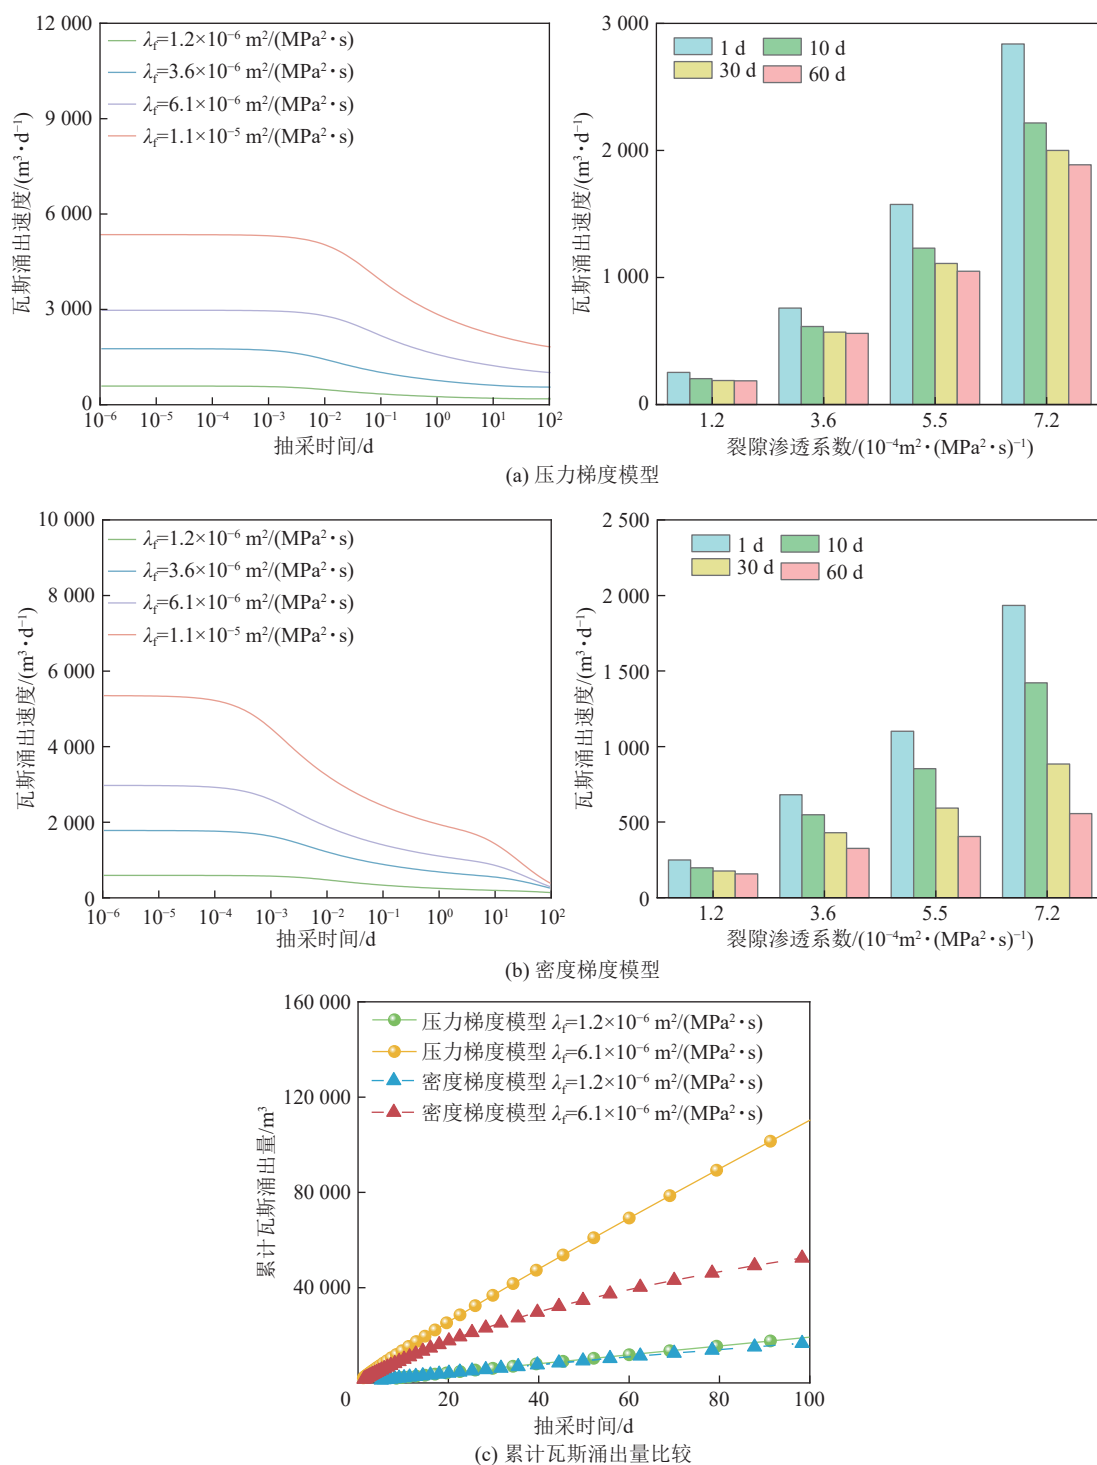 12 000
9 000
6 000
3 000
0
瓦斯涌出速度/(m³·d⁻¹)
λf=1.2×10⁻⁶ m²/(MPa²·s)
λf=3.6×10⁻⁶ m²/(MPa²·s)
λf=6.1×10⁻⁶ m²/(MPa²·s)
λf=1.1×10⁻⁵ m²/(MPa²·s)
10⁻⁶ 10⁻⁵ 10⁻⁴ 10⁻³ 10⁻² 10⁻¹ 10⁰ 10¹ 10²
抽采时间/d
3 000
2 000
1 000
0
瓦斯涌出速度/(m³·d⁻¹)
1 d 10 d
30 d 60 d
1.2 3.6 5.5 7.2
裂隙渗透系数/(10⁻⁴m²·(MPa²·s)⁻¹)
(a) 压力梯度模型
10 000
8 000
6 000
4 000
2 000
0
瓦斯涌出速度/(m³·d⁻¹)
λf=1.2×10⁻⁶ m²/(MPa²·s)
λf=3.6×10⁻⁶ m²/(MPa²·s)
λf=6.1×10⁻⁶ m²/(MPa²·s)
λf=1.1×10⁻⁵ m²/(MPa²·s)
10⁻⁶ 10⁻⁵ 10⁻⁴ 10⁻³ 10⁻² 10⁻¹ 10⁰ 10¹ 10²
抽采时间/d
2 500
2 000
1 500
1 000
500
0
瓦斯涌出速度/(m³·d⁻¹)
1 d 10 d
30 d 60 d
1.2 3.6 5.5 7.2
裂隙渗透系数/(10⁻⁴m²·(MPa²·s)⁻¹)
(b) 密度梯度模型
160 000
120 000
80 000
40 000
累计瓦斯涌出量/m³
压力梯度模型 λf=1.2×10⁻⁶ m²/(MPa²·s)
压力梯度模型 λf=6.1×10⁻⁶ m²/(MPa²·s)
密度梯度模型 λf=1.2×10⁻⁶ m²/(MPa²·s)
密度梯度模型 λf=6.1×10⁻⁶ m²/(MPa²·s)
0 20 40 60 80 100
抽采时间/d
(c) 累计瓦斯涌出量比较